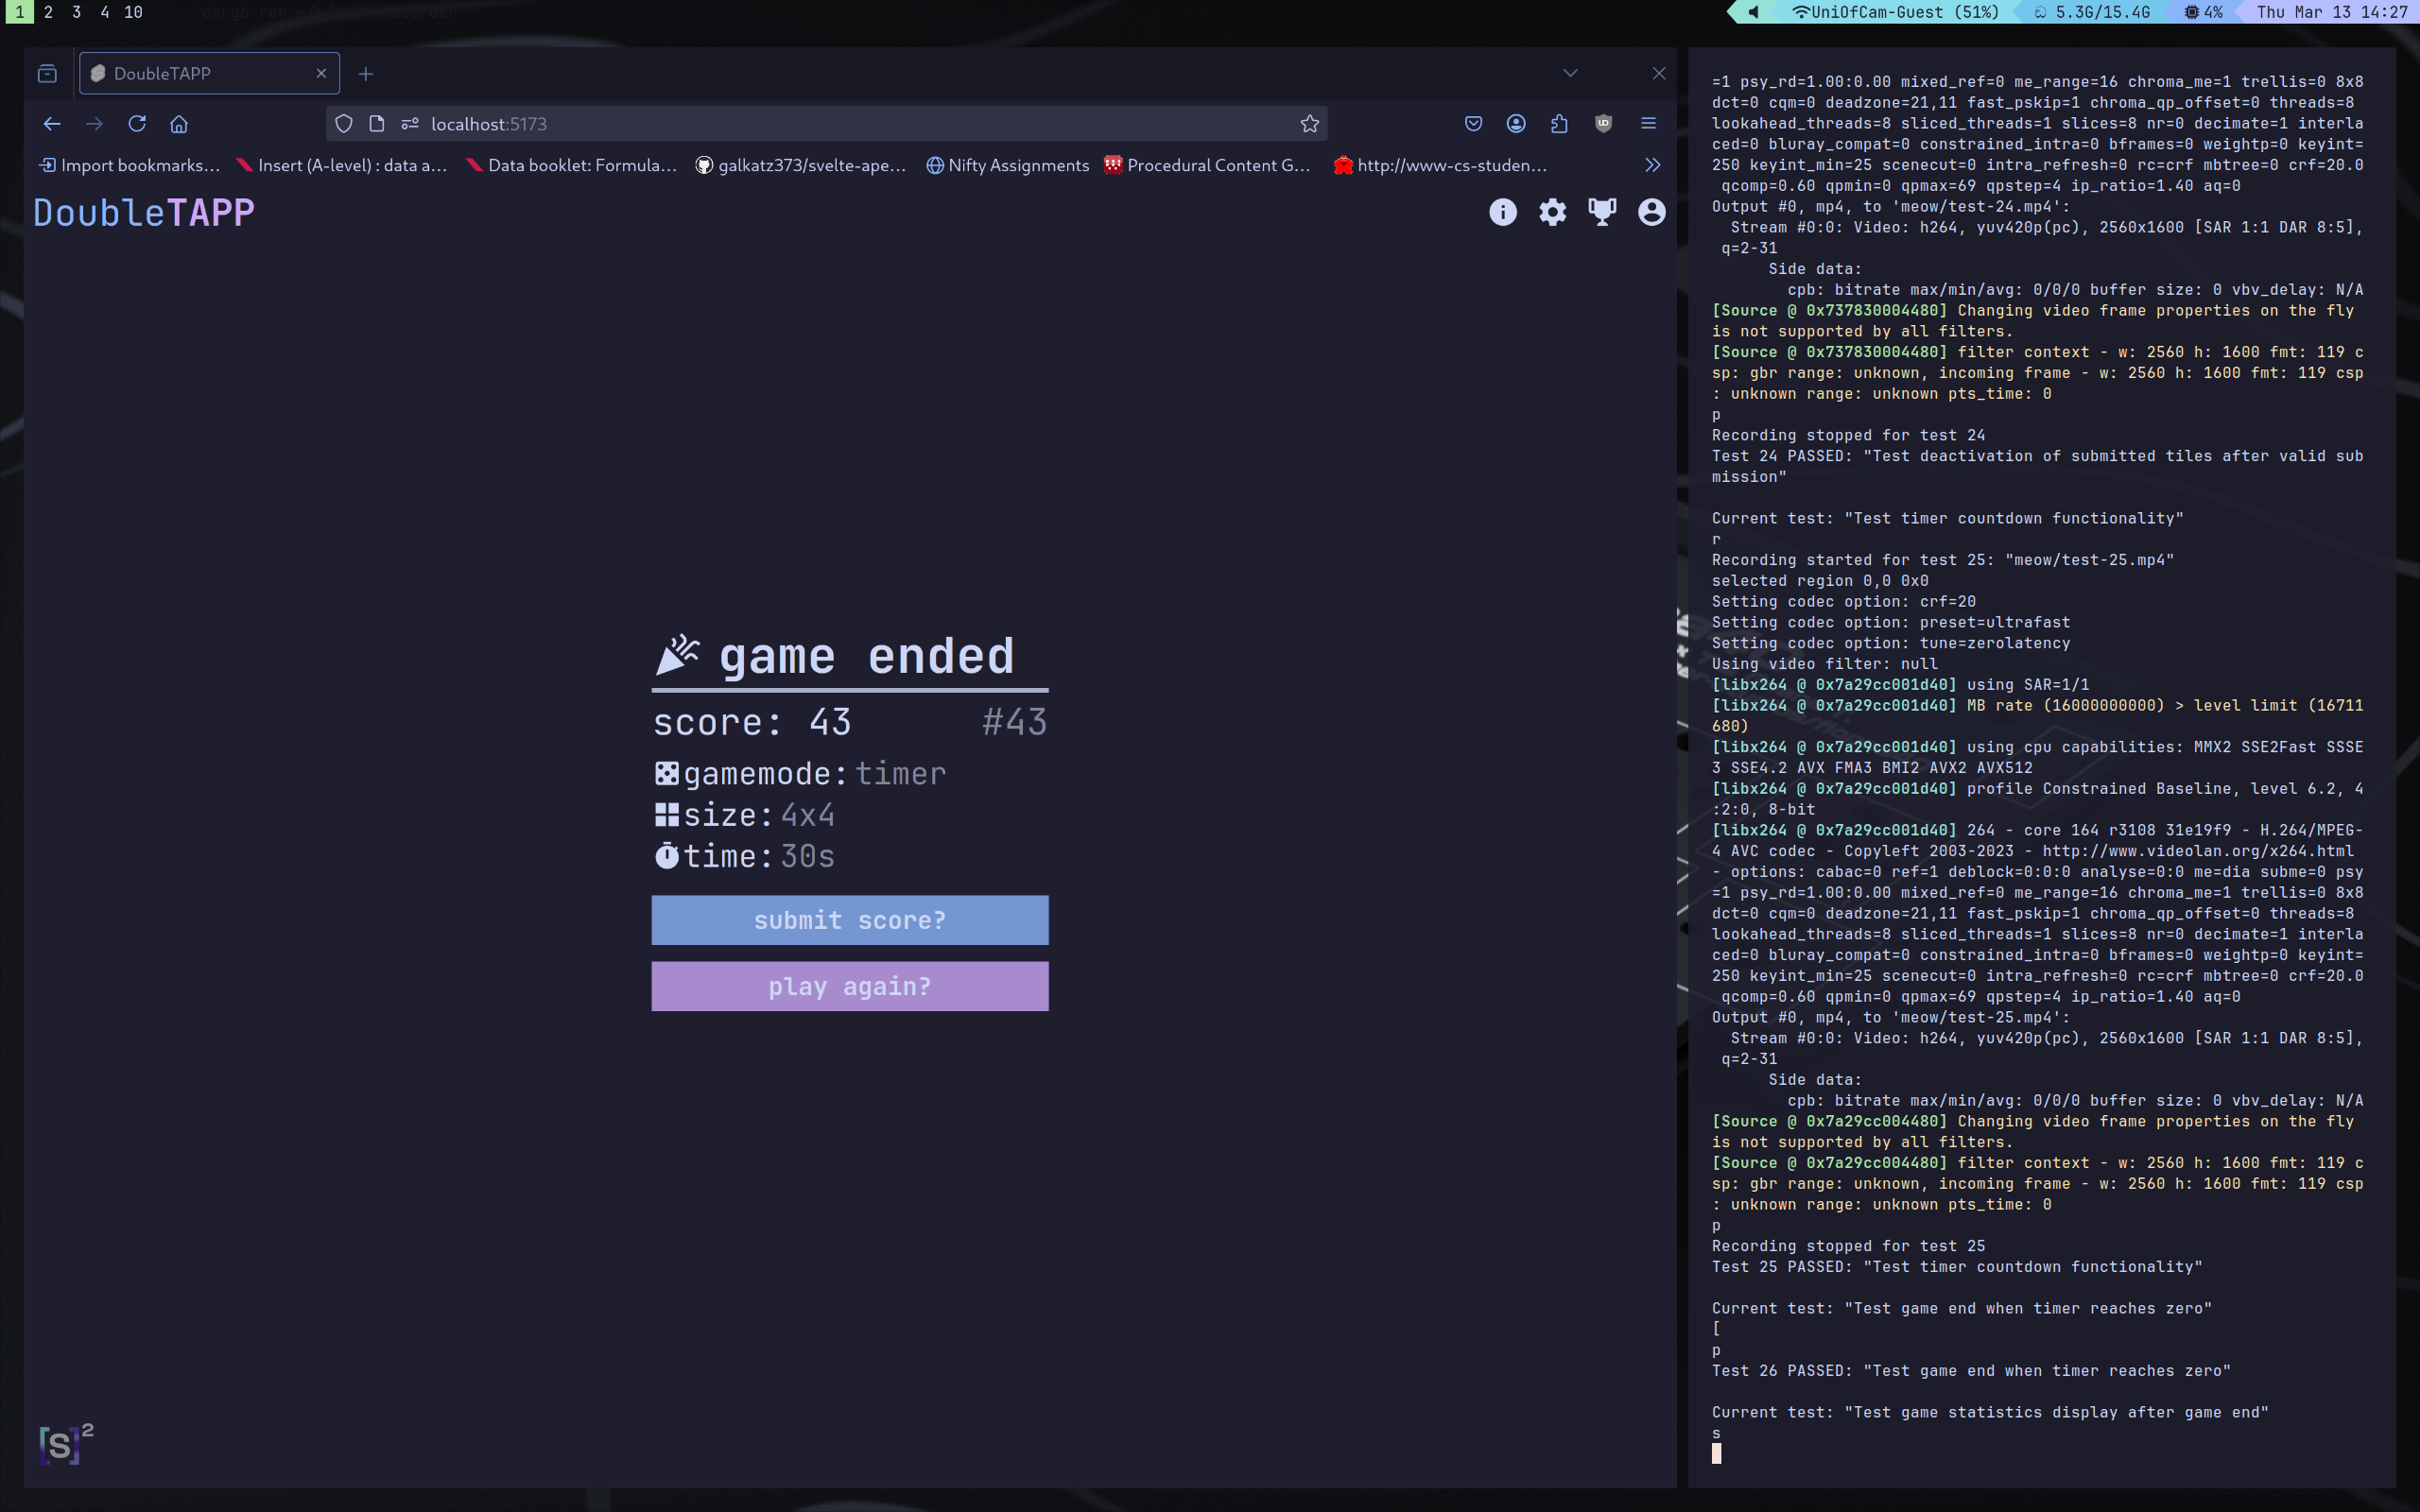 1 2 3 4 10
UniOfCam-Guest (51%) 5.3G/15.4G 4% Thu Mar 13 14:27
DoubleTAPP
localhost:5173
Import bookmarks… Insert (A-level) : data a… Data booklet: Formula… galkatz373/svelte-ape… Nifty Assignments Procedural Content G… http://www-cs-studen…
DoubleTAPP
game ended
score: 43 #43
gamemode: timer
size: 4x4
time: 30s
submit score?
play again?
[S]²
=1 psy_rd=1.00:0.00 mixed_ref=0 me_range=16 chroma_me=1 trellis=0 8x8
dct=0 cqm=0 deadzone=21,11 fast_pskip=1 chroma_qp_offset=0 threads=8
lookahead_threads=8 sliced_threads=1 slices=8 nr=0 decimate=1 interla
ced=0 bluray_compat=0 constrained_intra=0 bframes=0 weightp=0 keyint=
250 keyint_min=25 scenecut=0 intra_refresh=0 rc=crf mbtree=0 crf=20.0
qcomp=0.60 qpmin=0 qpmax=69 qpstep=4 ip_ratio=1.40 aq=0
Output #0, mp4, to 'meow/test-24.mp4':
Stream #0:0: Video: h264, yuv420p(pc), 2560x1600 [SAR 1:1 DAR 8:5],
q=2-31
Side data:
cpb: bitrate max/min/avg: 0/0/0 buffer size: 0 vbv_delay: N/A
[Source @ 0x737830004480] Changing video frame properties on the fly
is not supported by all filters.
[Source @ 0x737830004480] filter context - w: 2560 h: 1600 fmt: 119 c
sp: gbr range: unknown, incoming frame - w: 2560 h: 1600 fmt: 119 csp
: unknown range: unknown pts_time: 0
p
Recording stopped for test 24
Test 24 PASSED: "Test deactivation of submitted tiles after valid sub
mission"
Current test: "Test timer countdown functionality"
r
Recording started for test 25: "meow/test-25.mp4"
selected region 0,0 0x0
Setting codec option: crf=20
Setting codec option: preset=ultrafast
Setting codec option: tune=zerolatency
Using video filter: null
[libx264 @ 0x7a29cc001d40] using SAR=1/1
[libx264 @ 0x7a29cc001d40] MB rate (16000000000) > level limit (16711
680)
[libx264 @ 0x7a29cc001d40] using cpu capabilities: MMX2 SSE2Fast SSSE
3 SSE4.2 AVX FMA3 BMI2 AVX2 AVX512
[libx264 @ 0x7a29cc001d40] profile Constrained Baseline, level 6.2, 4
:2:0, 8-bit
[libx264 @ 0x7a29cc001d40] 264 - core 164 r3108 31e19f9 - H.264/MPEG-
4 AVC codec - Copyleft 2003-2023 - http://www.videolan.org/x264.html
- options: cabac=0 ref=1 deblock=0:0:0 analyse=0:0 me=dia subme=0 psy
=1 psy_rd=1.00:0.00 mixed_ref=0 me_range=16 chroma_me=1 trellis=0 8x8
dct=0 cqm=0 deadzone=21,11 fast_pskip=1 chroma_qp_offset=0 threads=8
lookahead_threads=8 sliced_threads=1 slices=8 nr=0 decimate=1 interla
ced=0 bluray_compat=0 constrained_intra=0 bframes=0 weightp=0 keyint=
250 keyint_min=25 scenecut=0 intra_refresh=0 rc=crf mbtree=0 crf=20.0
qcomp=0.60 qpmin=0 qpmax=69 qpstep=4 ip_ratio=1.40 aq=0
Output #0, mp4, to 'meow/test-25.mp4':
Stream #0:0: Video: h264, yuv420p(pc), 2560x1600 [SAR 1:1 DAR 8:5],
q=2-31
Side data:
cpb: bitrate max/min/avg: 0/0/0 buffer size: 0 vbv_delay: N/A
[Source @ 0x7a29cc004480] Changing video frame properties on the fly
is not supported by all filters.
[Source @ 0x7a29cc004480] filter context - w: 2560 h: 1600 fmt: 119 c
sp: gbr range: unknown, incoming frame - w: 2560 h: 1600 fmt: 119 csp
: unknown range: unknown pts_time: 0
p
Recording stopped for test 25
Test 25 PASSED: "Test timer countdown functionality"
Current test: "Test game end when timer reaches zero"
[
p
Test 26 PASSED: "Test game end when timer reaches zero"
Current test: "Test game statistics display after game end"
s